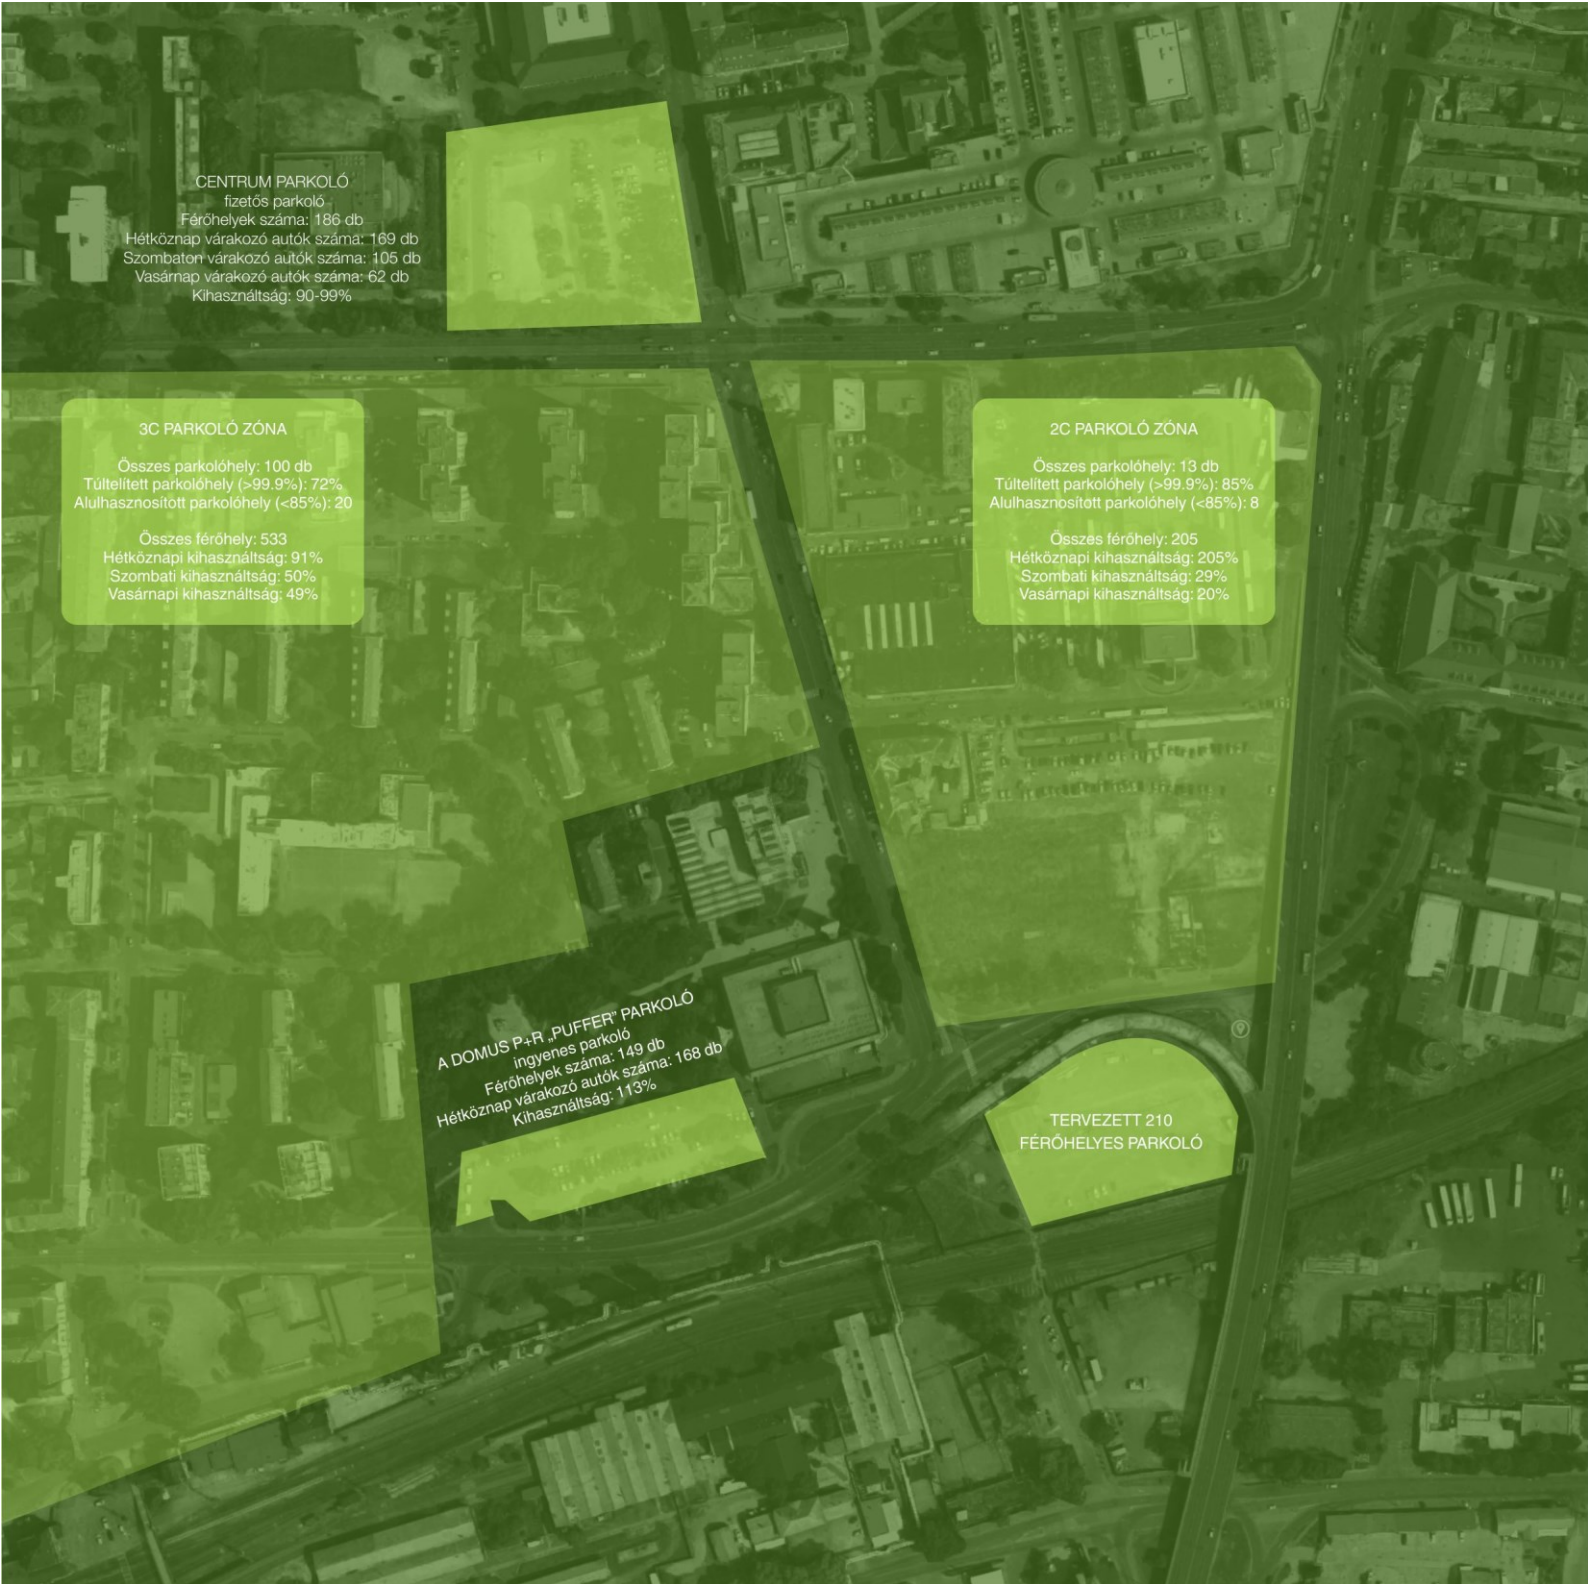 CENTRUM PARKOLÓ
fizetős parkoló
Férőhelyek száma: 186 db
Hétköznap várakozó autók száma: 169 db
Szombaton várakozó autók száma: 105 db
Vasárnap várakozó autók száma: 62 db
Kihasználtság: 90-99%
3C PARKOLÓ ZÓNA
Összes parkolóhely: 100 db
Túltelített parkolóhely (>99.9%): 72%
Alulhasznosított parkolóhely (<85%): 20
Összes férőhely: 533
Hétköznapi kihasználtság: 91%
Szombati kihasználtság: 50%
Vasárnapi kihasználtság: 49%
2C PARKOLÓ ZÓNA
Összes parkolóhely: 13 db
Túltelített parkolóhely (>99.9%): 85%
Alulhasznosított parkolóhely (<85%): 8
Összes férőhely: 205
Hétköznapi kihasználtság: 205%
Szombati kihasználtság: 29%
Vasárnapi kihasználtság: 20%
A DOMUS P+R „PUFFER” PARKOLÓ
ingyenes parkoló
Férőhelyek száma: 149 db
Hétköznap várakozó autók száma: 168 db
Kihasználtság: 113%
TERVEZETT 210
FÉRŐHELYES PARKOLÓ